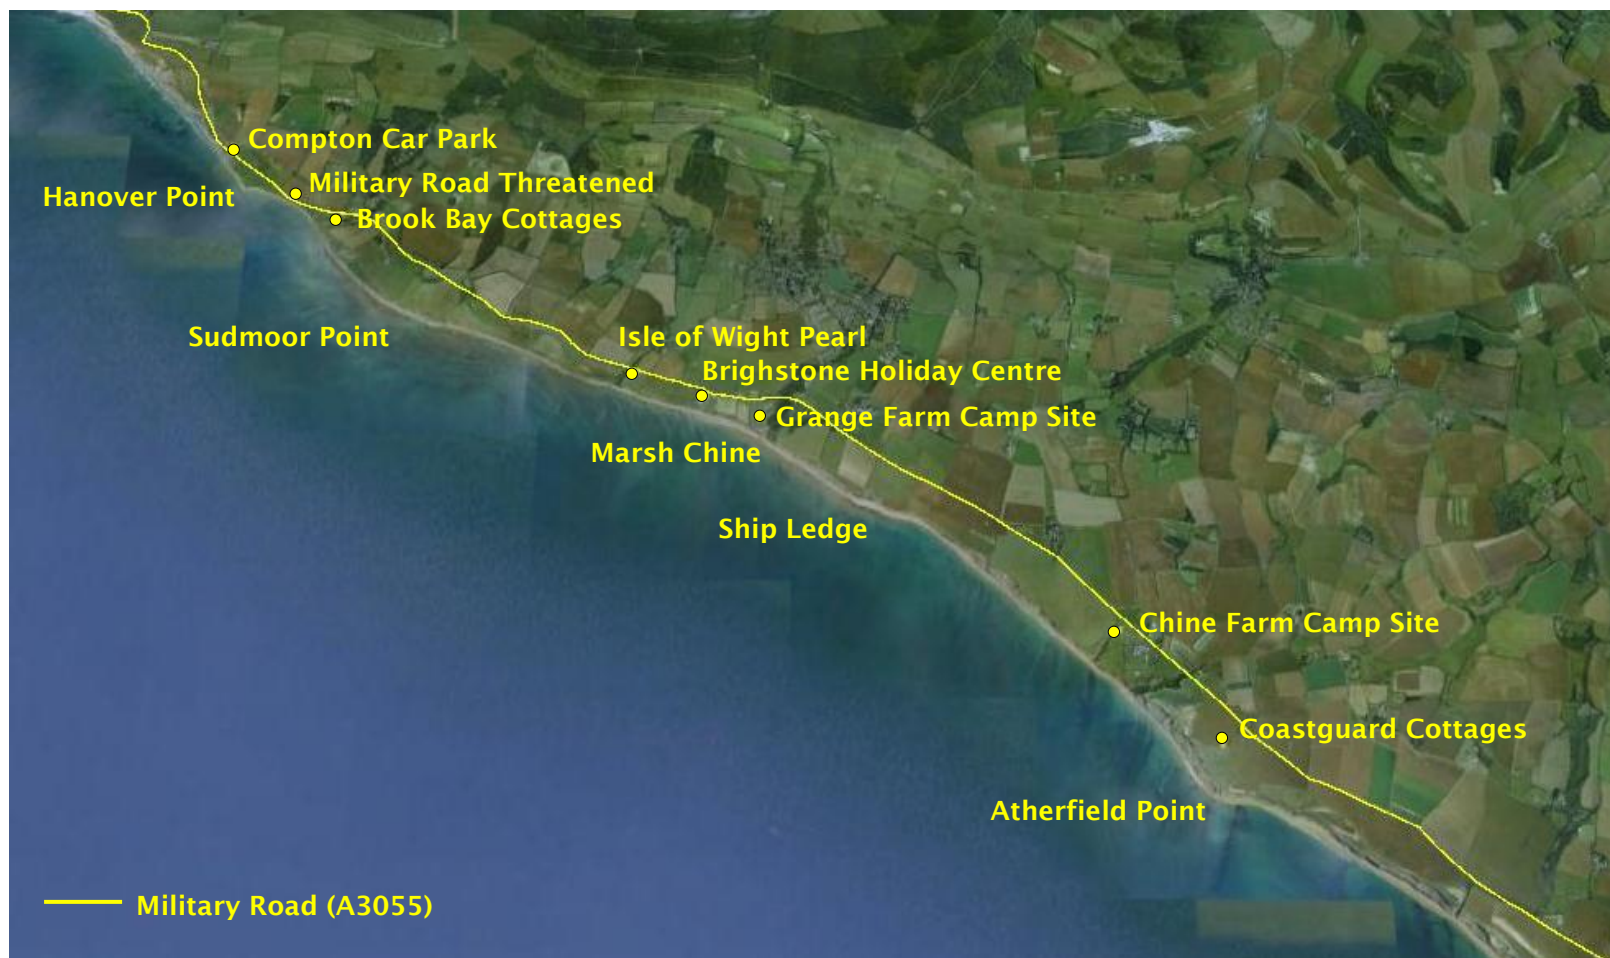 Compton Car Park
Military Road Threatened
Hanover Point
Brook Bay Cottages
Sudmoor Point
Isle of Wight Pearl
Brighstone Holiday Centre
Grange Farm Camp Site
Marsh Chine
Ship Ledge
Chine Farm Camp Site
Coastguard Cottages
Atherfield Point
Military Road (A3055)